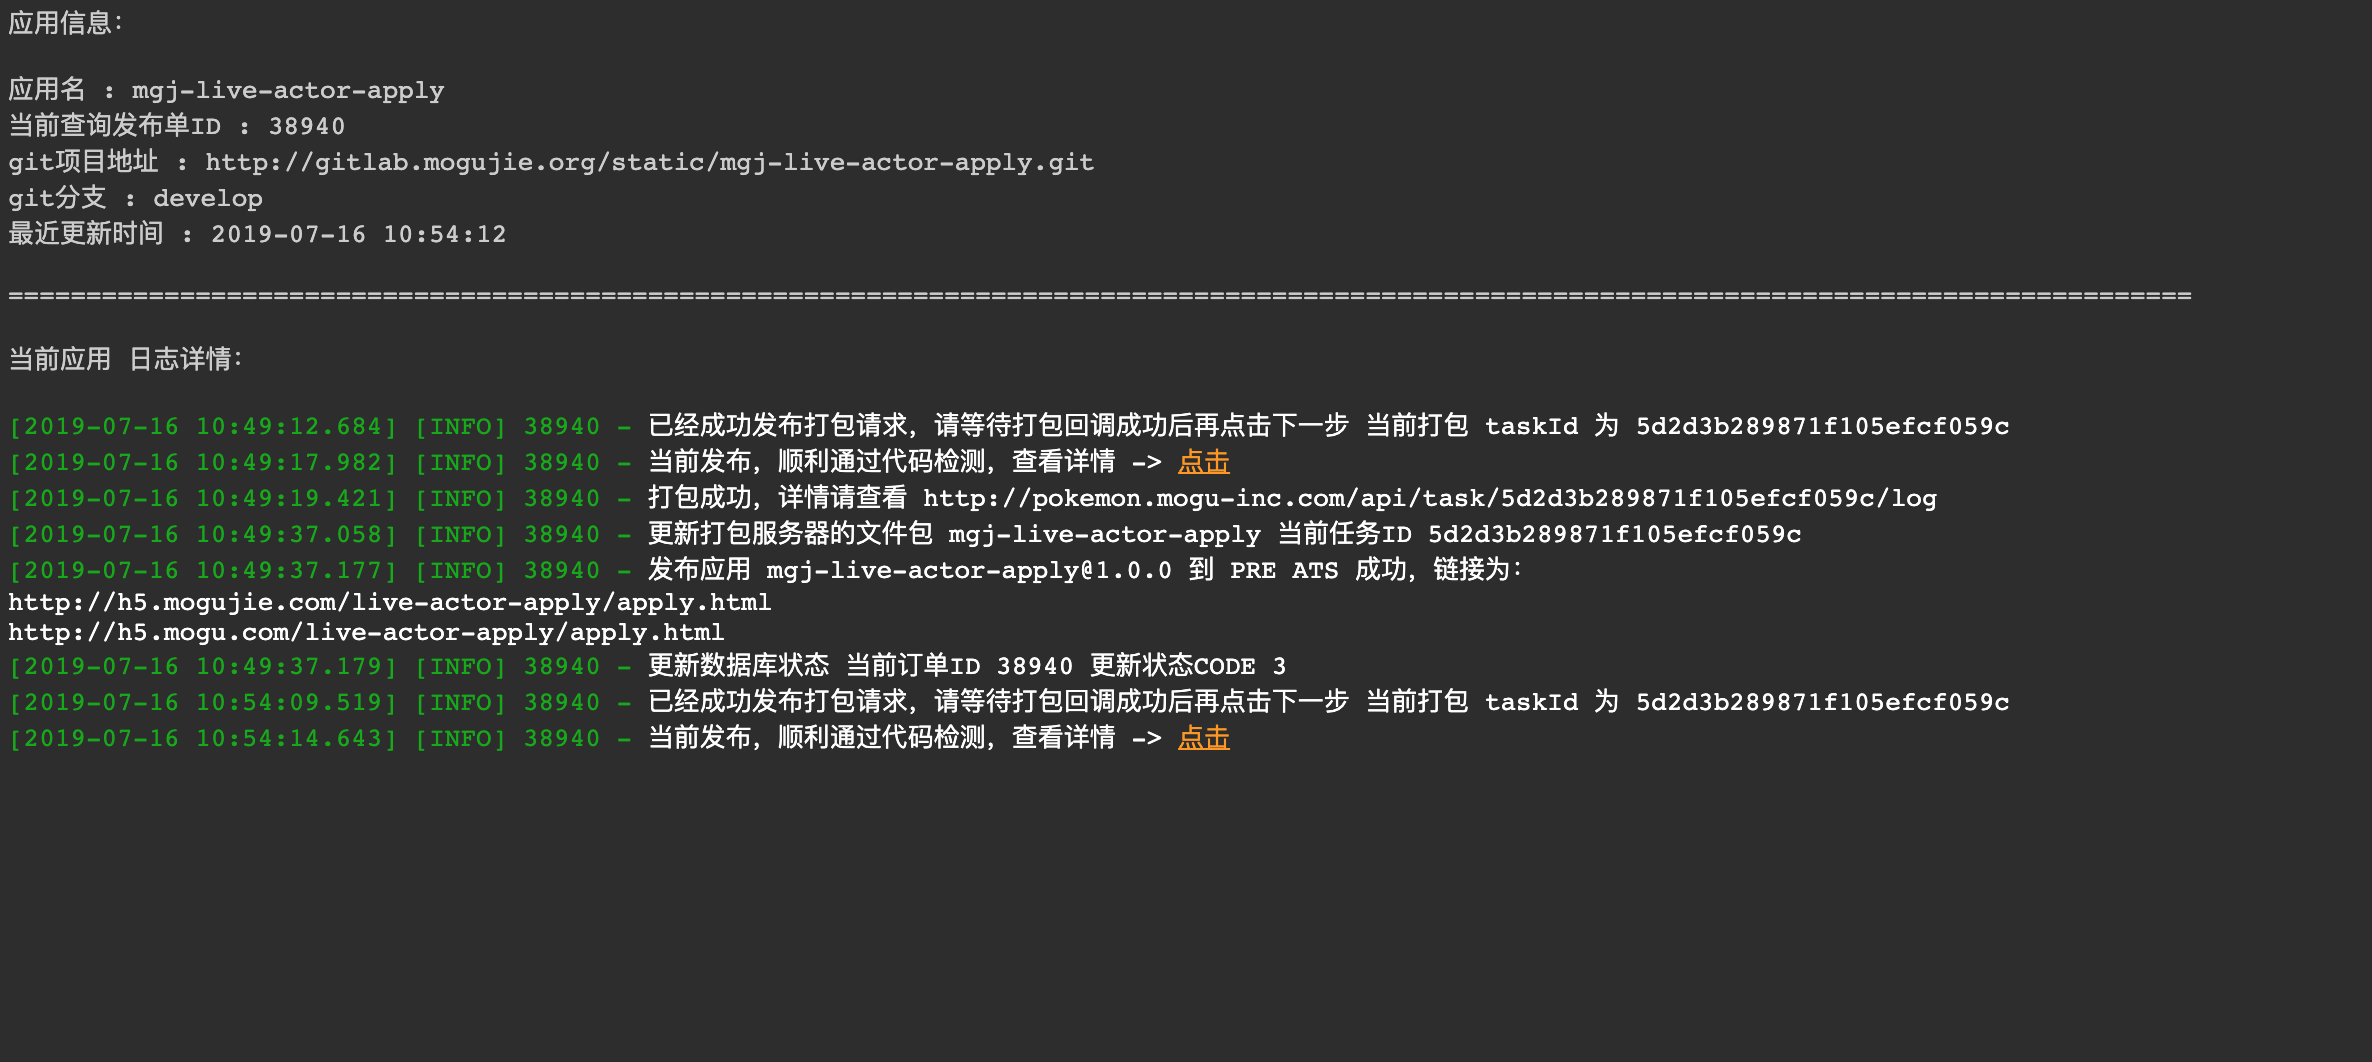 应用信息:
应用名 : mgj-live-actor-apply
当前查询发布单ID : 38940
git项目地址 : http://gitlab.mogujie.org/static/mgj-live-actor-apply.git
git分支 : develop
最近更新时间 : 2019-07-16 10:54:12
============================================================================================================================================
当前应用 日志详情:
[2019-07-16 10:49:12.684] [INFO] 38940 - 已经成功发布打包请求, 请等待打包回调成功后再点击下一步 当前打包 taskId 为 5d2d3b289871f105efcf059c
[2019-07-16 10:49:17.982] [INFO] 38940 - 当前发布, 顺利通过代码检测, 查看详情 -> 点击
[2019-07-16 10:49:19.421] [INFO] 38940 - 打包成功, 详情请查看 http://pokemon.mogu-inc.com/api/task/5d2d3b289871f105efcf059c/log
[2019-07-16 10:49:37.058] [INFO] 38940 - 更新打包服务器的文件包 mgj-live-actor-apply 当前任务ID 5d2d3b289871f105efcf059c
[2019-07-16 10:49:37.177] [INFO] 38940 - 发布应用 mgj-live-actor-apply@1.0.0 到 PRE ATS 成功, 链接为:
http://h5.mogujie.com/live-actor-apply/apply.html
http://h5.mogu.com/live-actor-apply/apply.html
[2019-07-16 10:49:37.179] [INFO] 38940 - 更新数据库状态 当前订单ID 38940 更新状态CODE 3
[2019-07-16 10:54:09.519] [INFO] 38940 - 已经成功发布打包请求, 请等待打包回调成功后再点击下一步 当前打包 taskId 为 5d2d3b289871f105efcf059c
[2019-07-16 10:54:14.643] [INFO] 38940 - 当前发布, 顺利通过代码检测, 查看详情 -> 点击